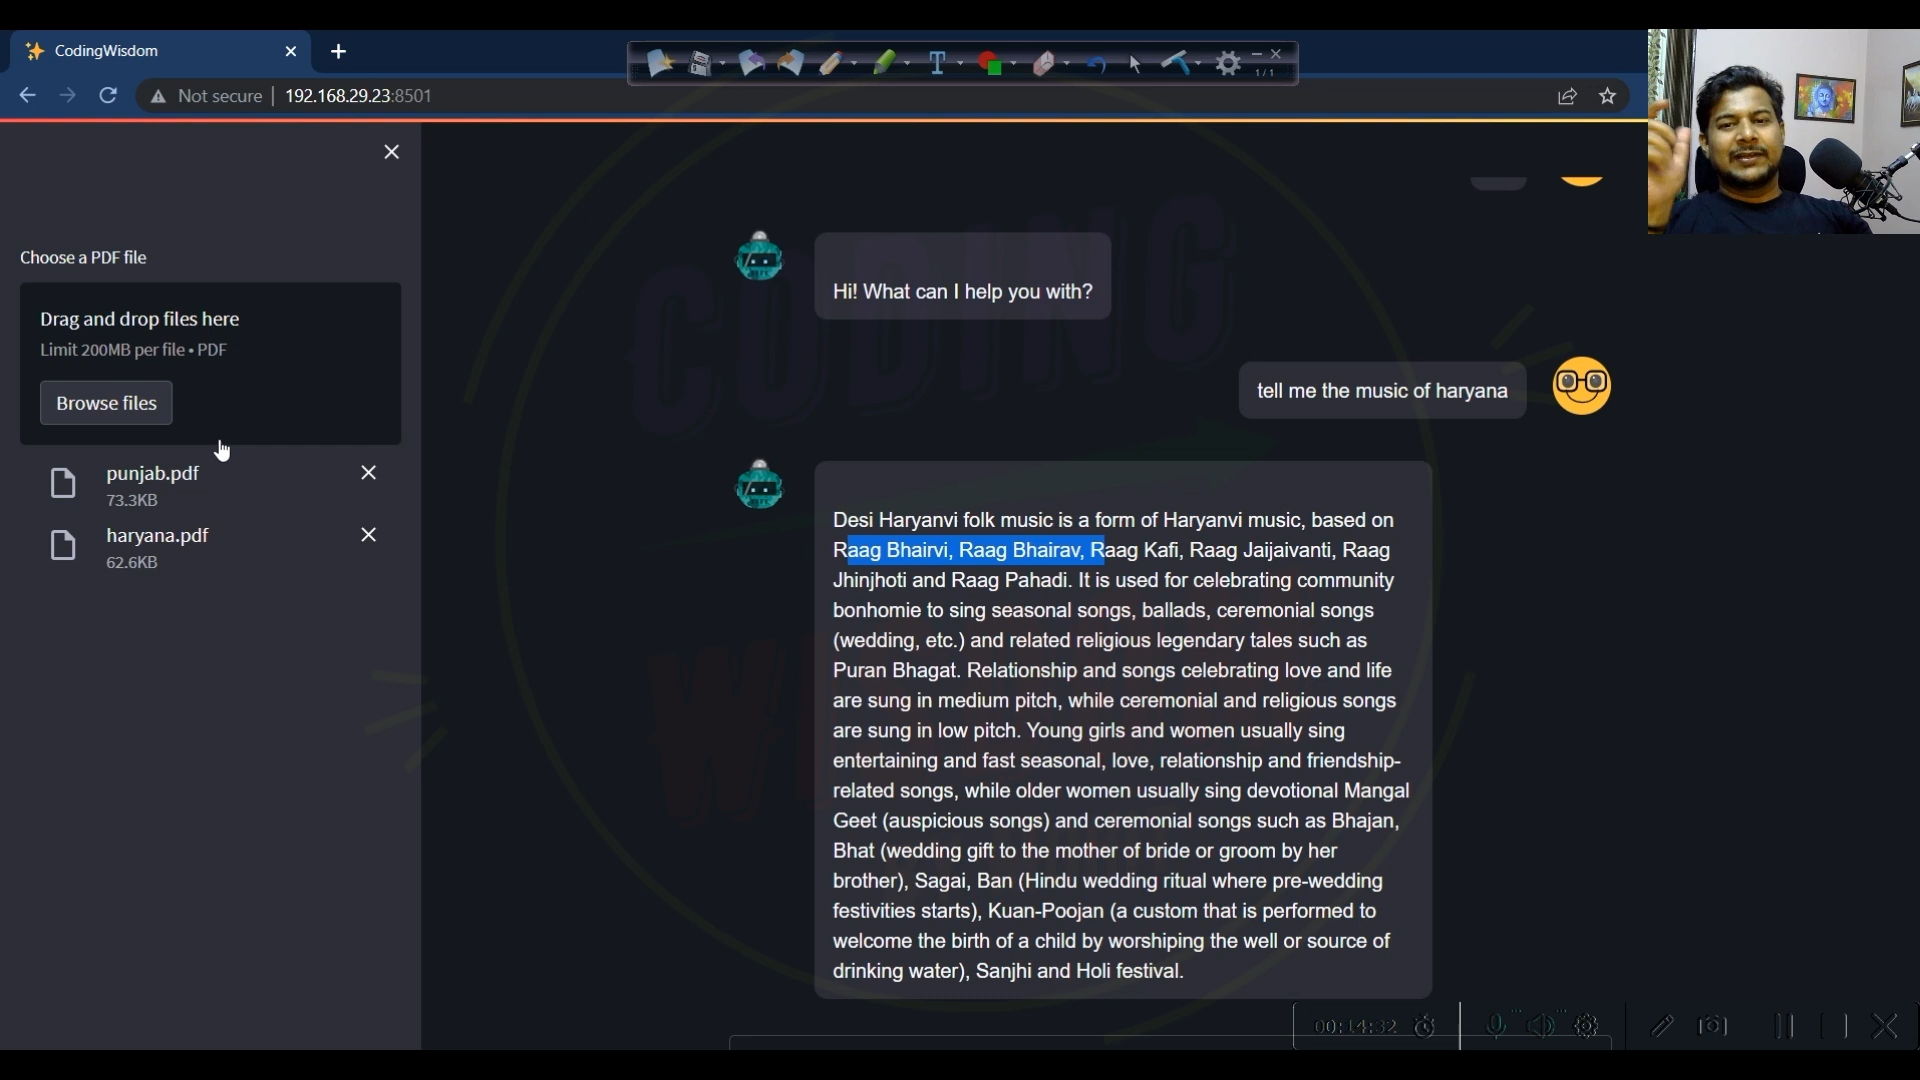 CodingWisdom
T
1/1
Not secure
192.168.29.23:8501
CODING
Choose a PDF file
Drag and drop files here
Limit 200MB per file • PDF
Browse files
punjab.pdf
73.3KB
haryana.pdf
62.6KB
Hi! What can I help you with?
tell me the music of haryana
Desi Haryanvi folk music is a form of Haryanvi music, based on
Raag Bhairvi, Raag Bhairav, Raag Kafi, Raag Jaijaivanti, Raag
Jhinjhoti and Raag Pahadi. It is used for celebrating community
bonhomie to sing seasonal songs, ballads, ceremonial songs
(wedding, etc.) and related religious legendary tales such as
Puran Bhagat. Relationship and songs celebrating love and life
are sung in medium pitch, while ceremonial and religious songs
are sung in low pitch. Young girls and women usually sing
entertaining and fast seasonal, love, relationship and friendship-
related songs, while older women usually sing devotional Mangal
Geet (auspicious songs) and ceremonial songs such as Bhajan,
Bhat (wedding gift to the mother of bride or groom by her
brother), Sagai, Ban (Hindu wedding ritual where pre-wedding
festivities starts), Kuan-Poojan (a custom that is performed to
welcome the birth of a child by worshiping the well or source of
drinking water), Sanjhi and Holi festival.
00:14:32